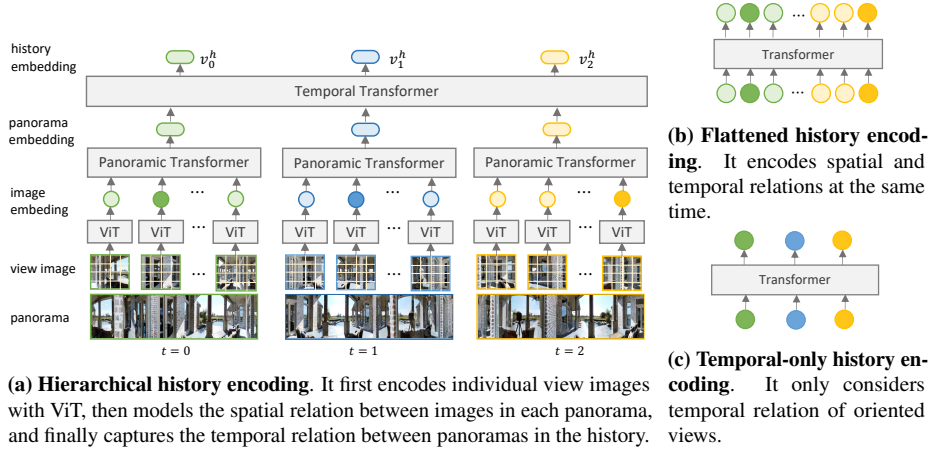 history
embedding
v_0^h
v_1^h
v_2^h
Temporal Transformer
panorama
embedding
Panoramic Transformer
Panoramic Transformer
Panoramic Transformer
image
embeding
...
...
...
ViT
ViT
...
ViT
ViT
ViT
...
ViT
ViT
ViT
...
ViT
view image
...
...
...
panorama
t = 0
t = 1
t = 2
(a) Hierarchical history encoding. It first encodes individual view images
with ViT, then models the spatial relation between images in each panorama,
and finally captures the temporal relation between panoramas in the history.
...
Transformer
...
(b) Flattened history encod-
ing. It encodes spatial and
temporal relations at the same
time.
Transformer
(c) Temporal-only history en-
coding. It only considers
temporal relation of oriented
views.